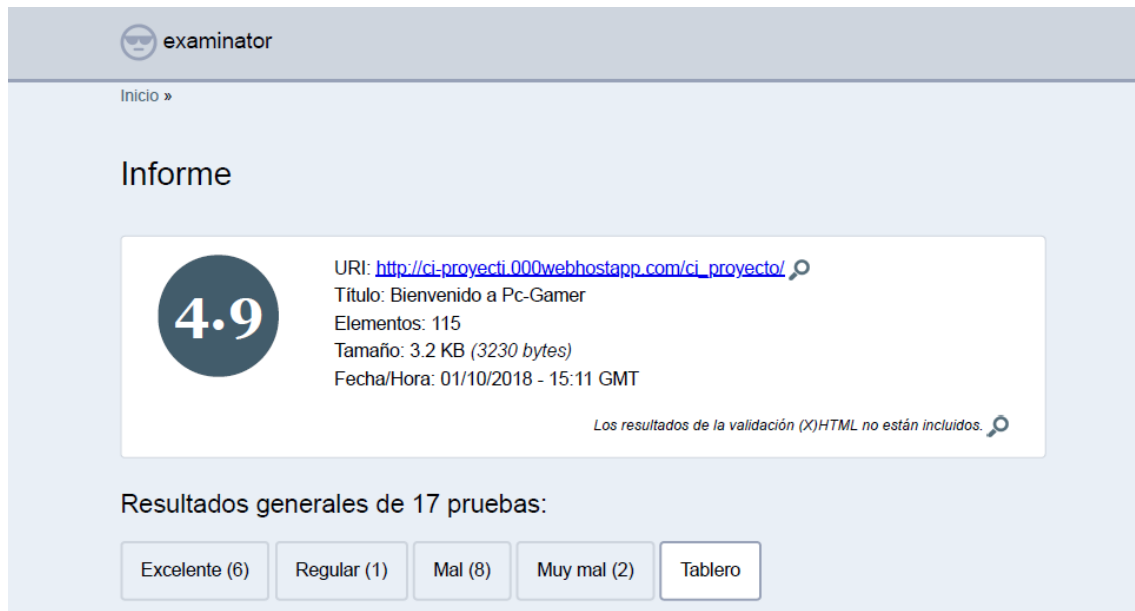 examinator
Inicio »
Informe
4.9
URI: http://ci-proyecti.000webhostapp.com/ci_proyecto/
Título: Bienvenido a Pc-Gamer
Elementos: 115
Tamaño: 3.2 KB (3230 bytes)
Fecha/Hora: 01/10/2018 - 15:11 GMT
Los resultados de la validación (X)HTML no están incluidos.
Resultados generales de 17 pruebas:
Excelente (6) Regular (1) Mal (8) Muy mal (2) Tablero